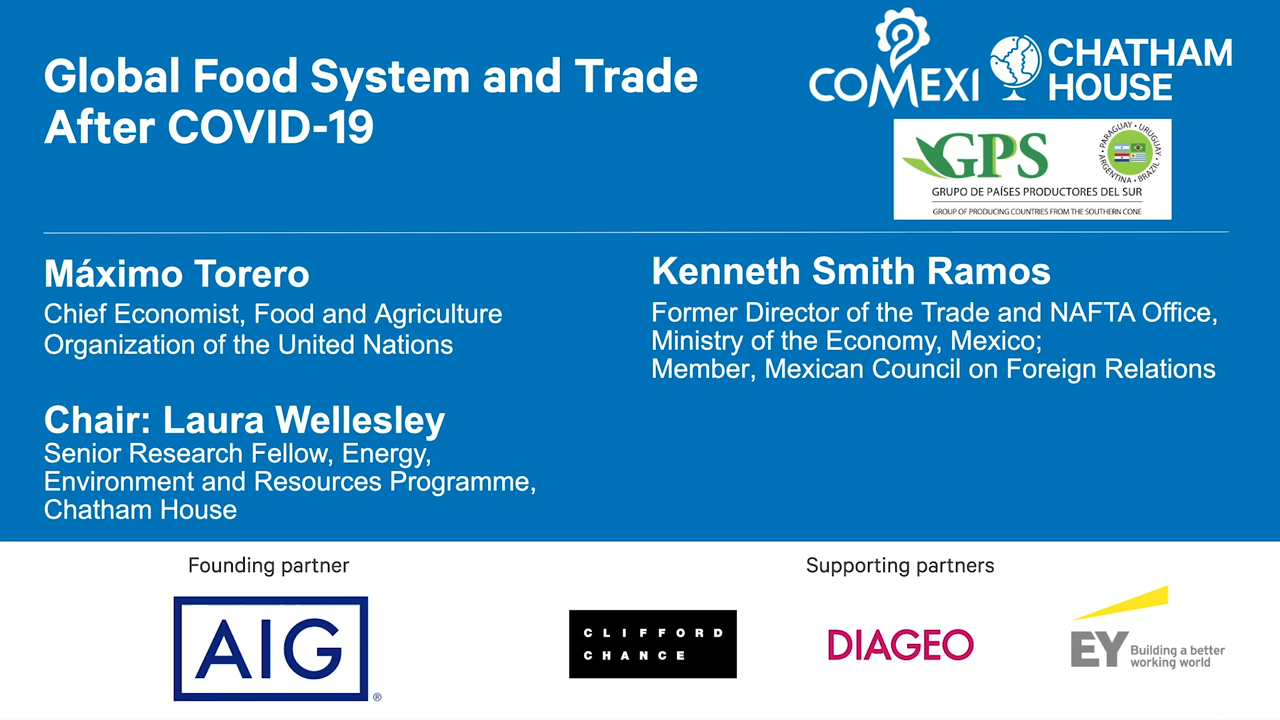 Global Food System and Trade
After COVID-19
COMEXI
CHATHAM
HOUSE
GPS
PARAGUAY • URUGUAY
ARGENTINA • BRAZIL
GRUPO DE PAÍSES PRODUCTORES DEL SUR
GROUP OF PRODUCING COUNTRIES FROM THE SOUTHERN CONE
Máximo Torero
Chief Economist, Food and Agriculture
Organization of the United Nations
Kenneth Smith Ramos
Former Director of the Trade and NAFTA Office,
Ministry of the Economy, Mexico;
Member, Mexican Council on Foreign Relations
Chair: Laura Wellesley
Senior Research Fellow, Energy,
Environment and Resources Programme,
Chatham House
Founding partner
Supporting partners
AIG®
CLIFFORD
CHANCE
DIAGEO
EY
Building a better
working world